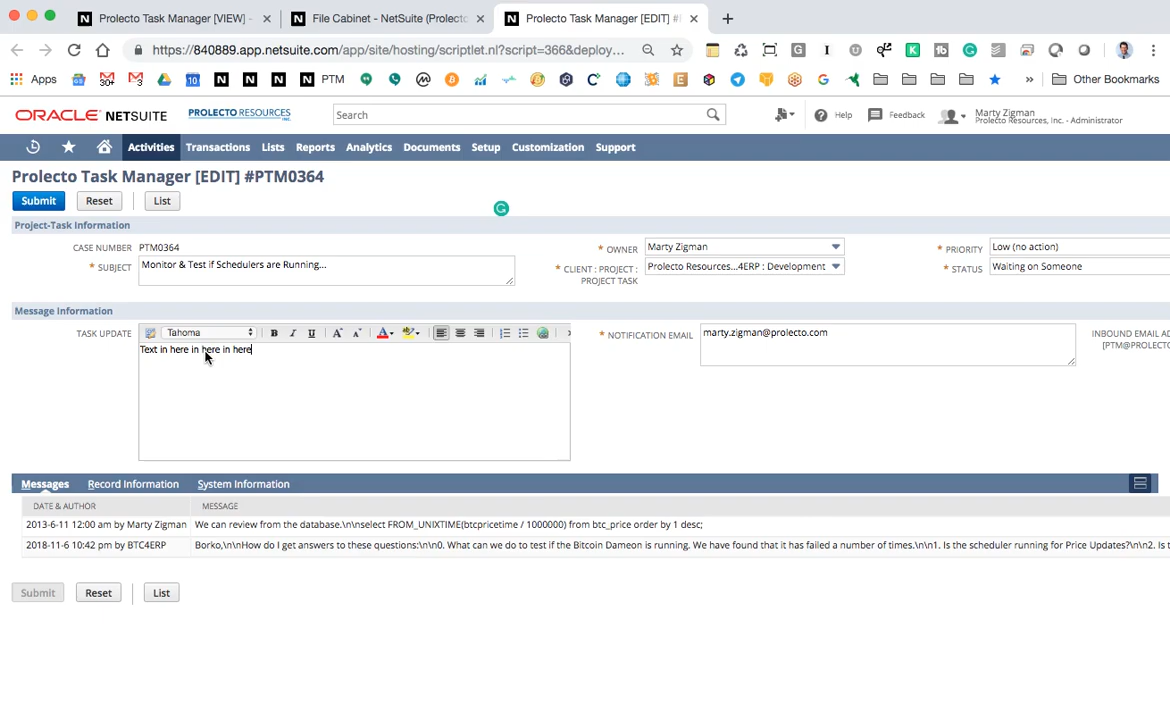 Prolecto Task Manager [VIEW] -
File Cabinet - NetSuite (Prolecto
Prolecto Task Manager [EDIT] #
https://840889.app.netsuite.com/app/site/hosting/scriptlet.nl?script=366&deploy...
Apps
PTM
Other Bookmarks
ORACLE NETSUITE
PROLECTO RESOURCES INC.
Search
Help
Feedback
Marty Zigman
Prolecto Resources, Inc. - Administrator
Activities Transactions Lists Reports Analytics Documents Setup Customization Support
Prolecto Task Manager [EDIT] #PTM0364
Submit Reset List
Project-Task Information
CASE NUMBER PTM0364
* SUBJECT Monitor & Test if Schedulers are Running...
* OWNER Marty Zigman
* CLIENT : PROJECT : PROJECT TASK Prolecto Resources...4ERP : Development
* PRIORITY Low (no action)
* STATUS Waiting on Someone
Message Information
TASK UPDATE
Tahoma B I U A A A
Text in here in here in here
* NOTIFICATION EMAIL marty.zigman@prolecto.com
INBOUND EMAIL AD
[PTM@PROLECTO
Messages Record Information System Information
DATE & AUTHOR MESSAGE
2013-6-11 12:00 am by Marty Zigman We can review from the database.\n\nselect FROM_UNIXTIME(btcpricetime / 1000000) from btc_price order by 1 desc;
2018-11-6 10:42 pm by BTC4ERP Borko,\n\nHow do I get answers to these questions:\n\n0. What can we do to test if the Bitcoin Dameon is running. We have found that it has failed a number of times.\n\n1. Is the scheduler running for Price Updates?\n\n2. Is t
Submit Reset List